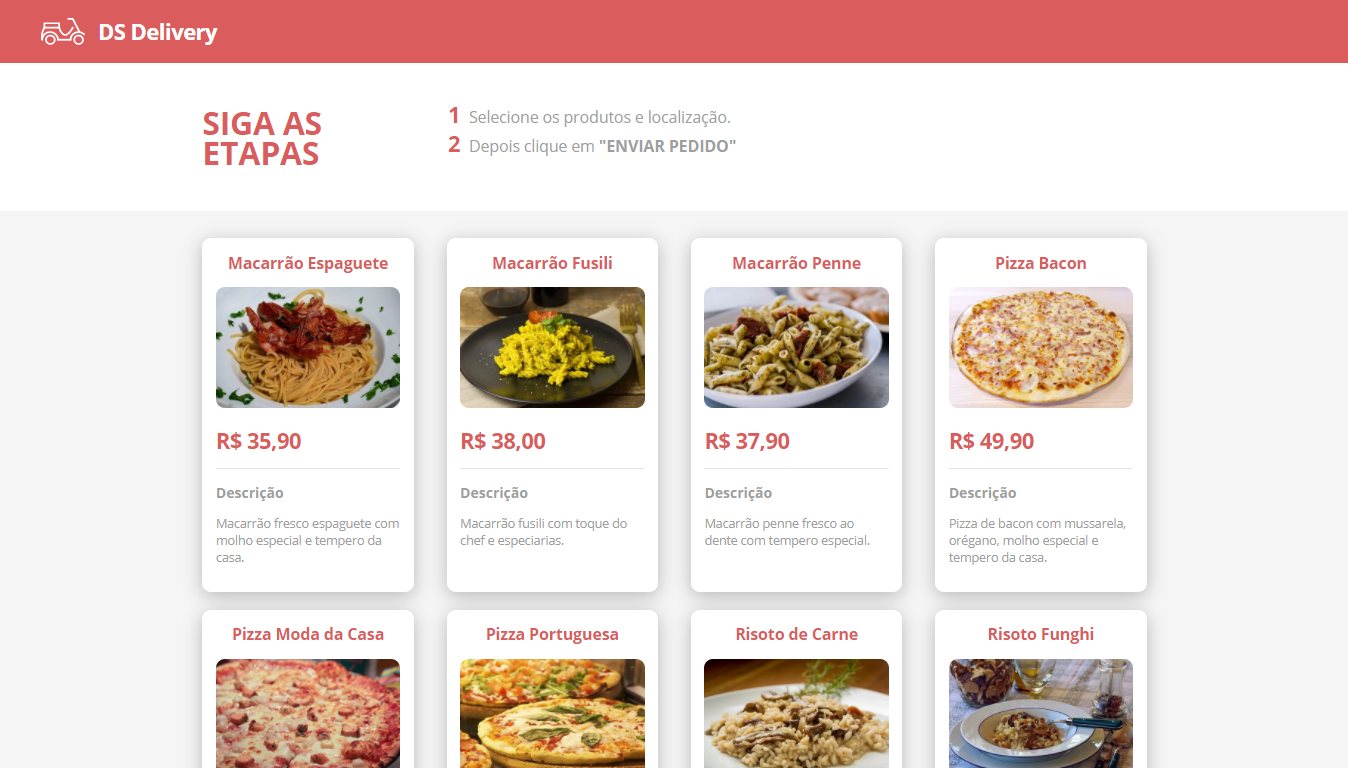 DS Delivery
SIGA AS
ETAPAS
1 Selecione os produtos e localização.
2 Depois clique em "ENVIAR PEDIDO"
Macarrão Espaguete
R$ 35,90
Descrição
Macarrão fresco espaguete com
molho especial e tempero da
casa.
Macarrão Fusili
R$ 38,00
Descrição
Macarrão fusili com toque do
chef e especiarias.
Macarrão Penne
R$ 37,90
Descrição
Macarrão penne fresco ao
dente com tempero especial.
Pizza Bacon
R$ 49,90
Descrição
Pizza de bacon com mussarela,
orégano, molho especial e
tempero da casa.
Pizza Moda da Casa
Pizza Portuguesa
Risoto de Carne
Risoto Funghi